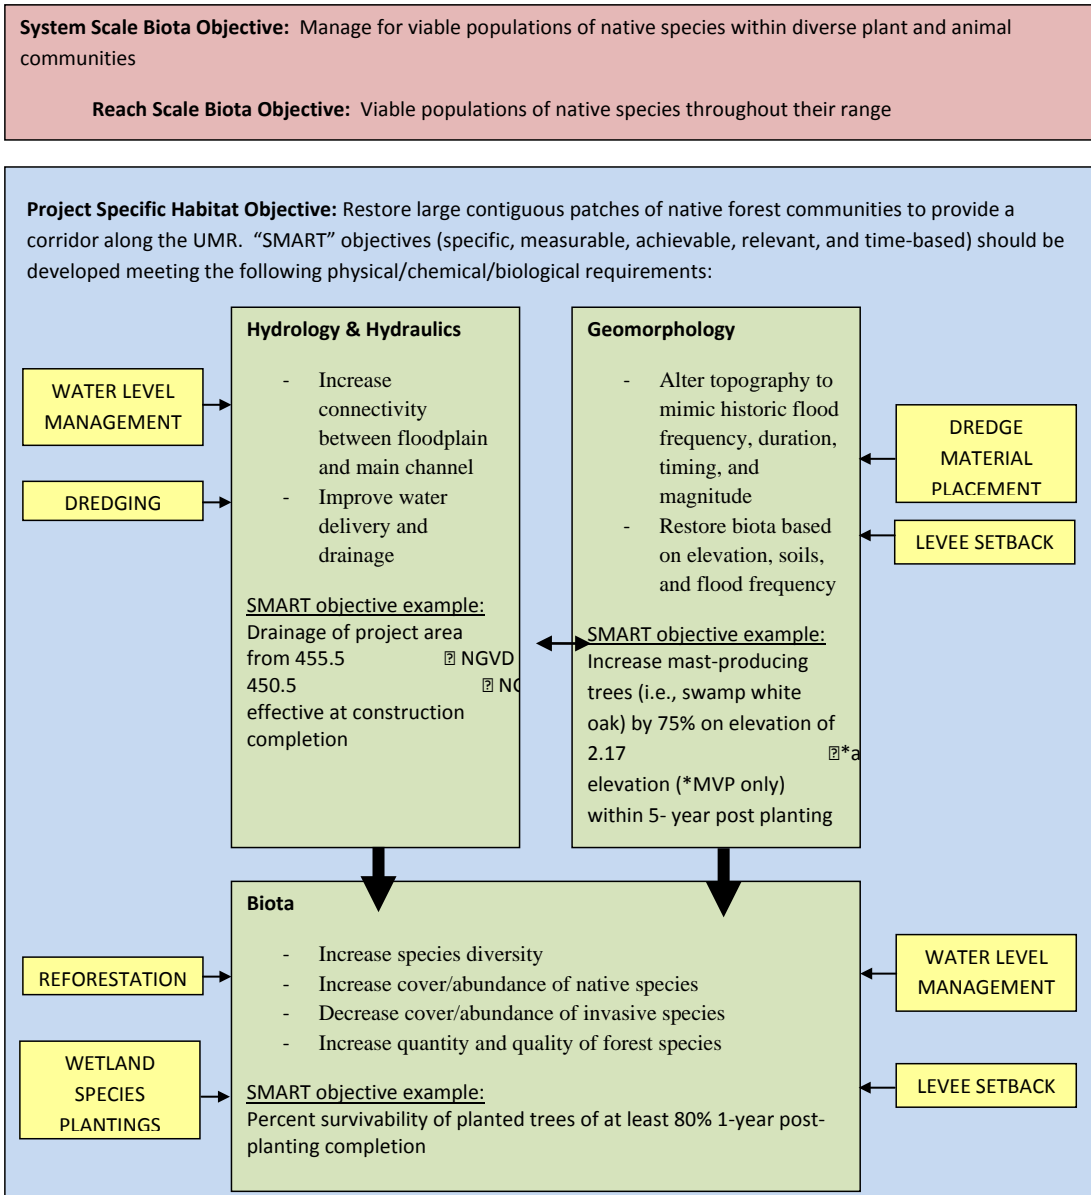 System Scale Biota Objective:  Manage for viable populations of native species within diverse plant and animal
communities
Reach Scale Biota Objective:  Viable populations of native species throughout their range
Project Specific Habitat Objective: Restore large contiguous patches of native forest communities to provide a
corridor along the UMR.  “SMART” objectives (specific, measurable, achievable, relevant, and time-based) should be
developed meeting the following physical/chemical/biological requirements:
WATER LEVEL
MANAGEMENT
DREDGING
Hydrology & Hydraulics
- Increase
connectivity
between floodplain
and main channel
- Improve water
delivery and
drainage
SMART objective example:
Drainage of project area
from 455.5 NGVD
450.5
effective at construction
completion
Geomorphology
- Alter topography to
mimic historic flood
frequency, duration,
timing, and
magnitude
- Restore biota based
on elevation, soils,
and flood frequency
SMART objective example:
Increase mast-producing
trees (i.e., swamp white
oak) by 75% on elevation of
2.17
elevation (*MVP only)
within 5- year post planting
DREDGE
MATERIAL
PLACEMENT
LEVEE SETBACK
REFORESTATION
WETLAND
SPECIES
PLANTINGS
Biota
- Increase species diversity
- Increase cover/abundance of native species
- Decrease cover/abundance of invasive species
- Increase quantity and quality of forest species
SMART objective example:
Percent survivability of planted trees of at least 80% 1-year post-
planting completion
WATER LEVEL
MANAGEMENT
LEVEE SETBACK